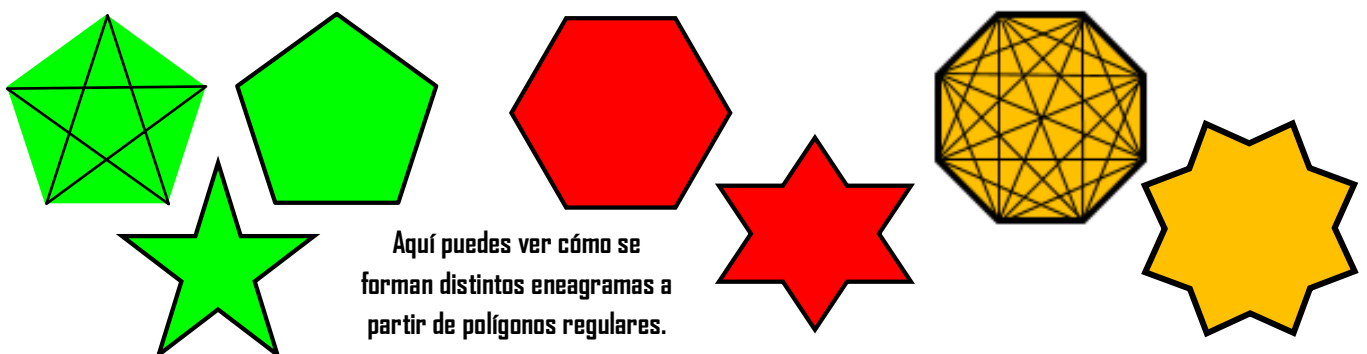 Aquí puedes ver cómo se
forman distintos eneagramas a
partir de polígonos regulares.